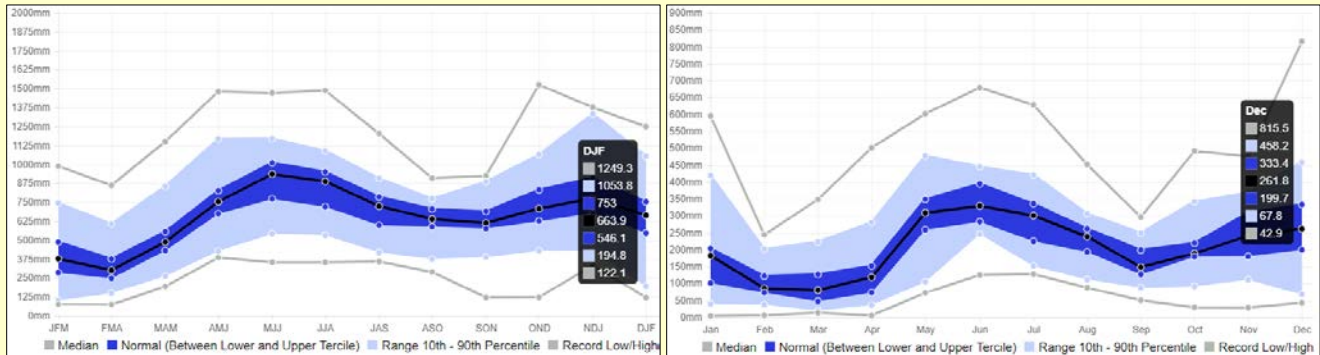 2000mm
1875mm
1750mm
1625mm
1500mm
1375mm
1250mm
1125mm
1000mm
875mm
750mm
625mm
500mm
375mm
250mm
125mm
0mm
JFM FMA MAM AMJ MJJ JJA JAS ASO SON OND NDJ DJF
DJF
1249.3
1053.8
753
663.9
546.1
194.8
122.1
Median Normal (Between Lower and Upper Tercile) Range 10th - 90th Percentile Record Low/High
900mm
850mm
800mm
750mm
700mm
650mm
600mm
550mm
500mm
450mm
400mm
350mm
300mm
250mm
200mm
150mm
100mm
50mm
0mm
Jan Feb Mar Apr May Jun Jul Aug Sep Oct Nov Dec
Dec
815.5
458.2
333.4
261.8
199.7
67.8
42.9
Median Normal (Between Lower and Upper Tercile) Range 10th - 90th Percentile Record Low/High